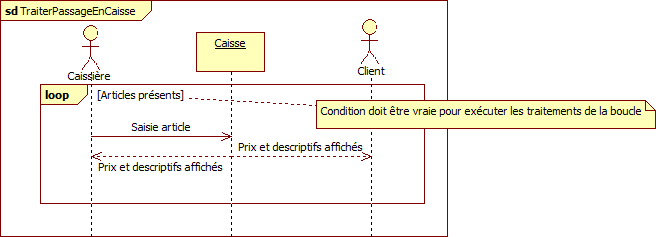 sd TraiterPassageEnCaisse
Caisse
Caissière
Client
loop
[Articles présents]
Condition doit être vraie pour exécuter les traitements de la boucle
Saisie article
Prix et descriptifs affichés
Prix et descriptifs affichés